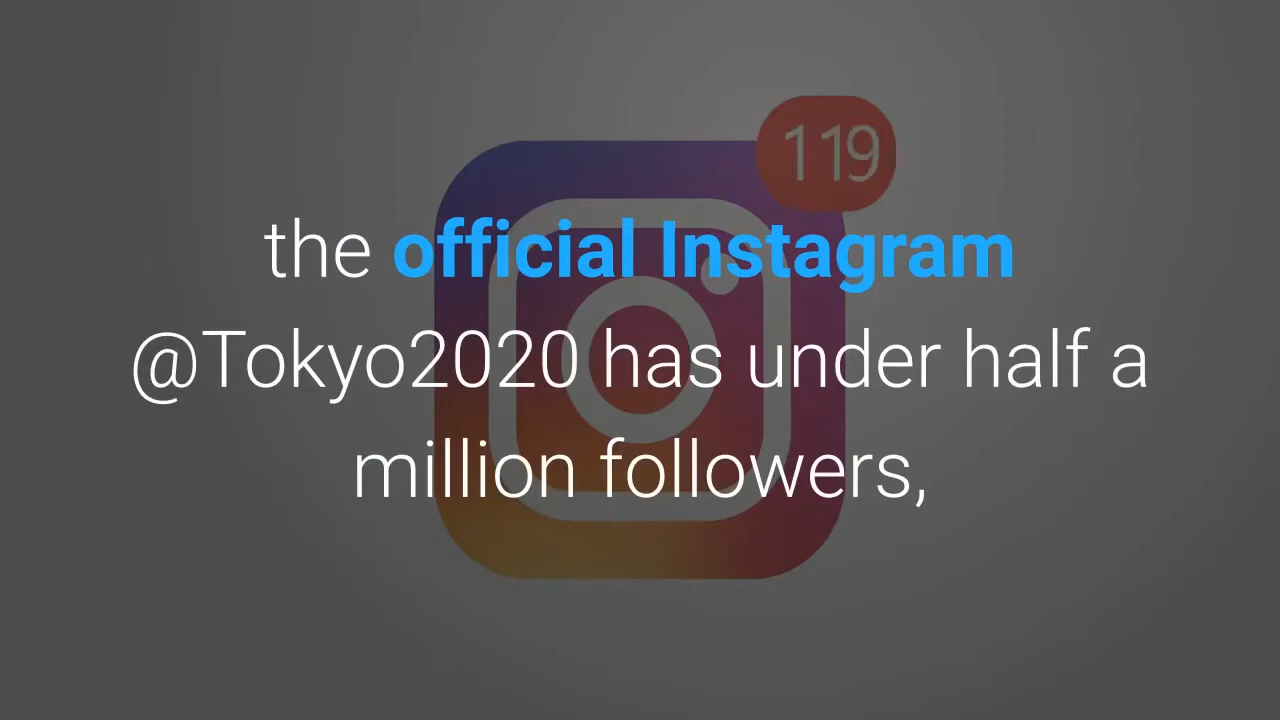 119
the official Instagram
@Tokyo2020 has under half a
million followers,